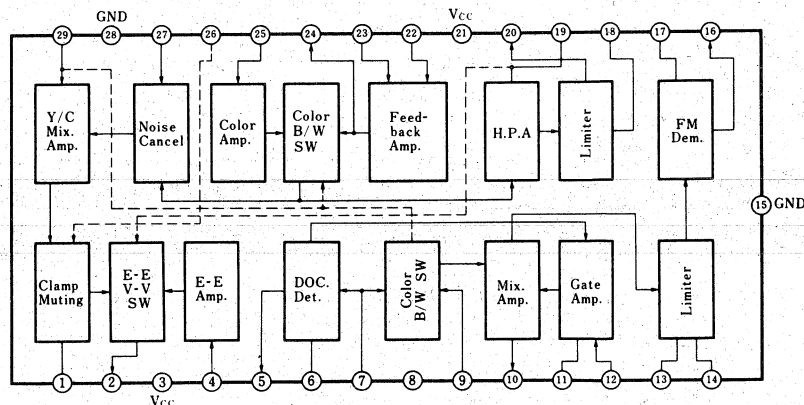 GND
Vcc
29 28 27 26 25 24 23 22 21 20 19 18 17 16
Y/C
Mix.
Amp.
Noise
Cancel
Color
Amp.
Color
B/W
SW
Feed-
back
Amp.
H.P.A
Limiter
FM
Dem.
15 GND
Clamp
Muting
E-E
V-V
SW
E-E
Amp.
DOC.
Det.
Color
B/W SW
Mix.
Amp.
Gate
Amp.
Limiter
1 2 3 4 5 6 7 8 9 10 11 12 13 14
Vcc